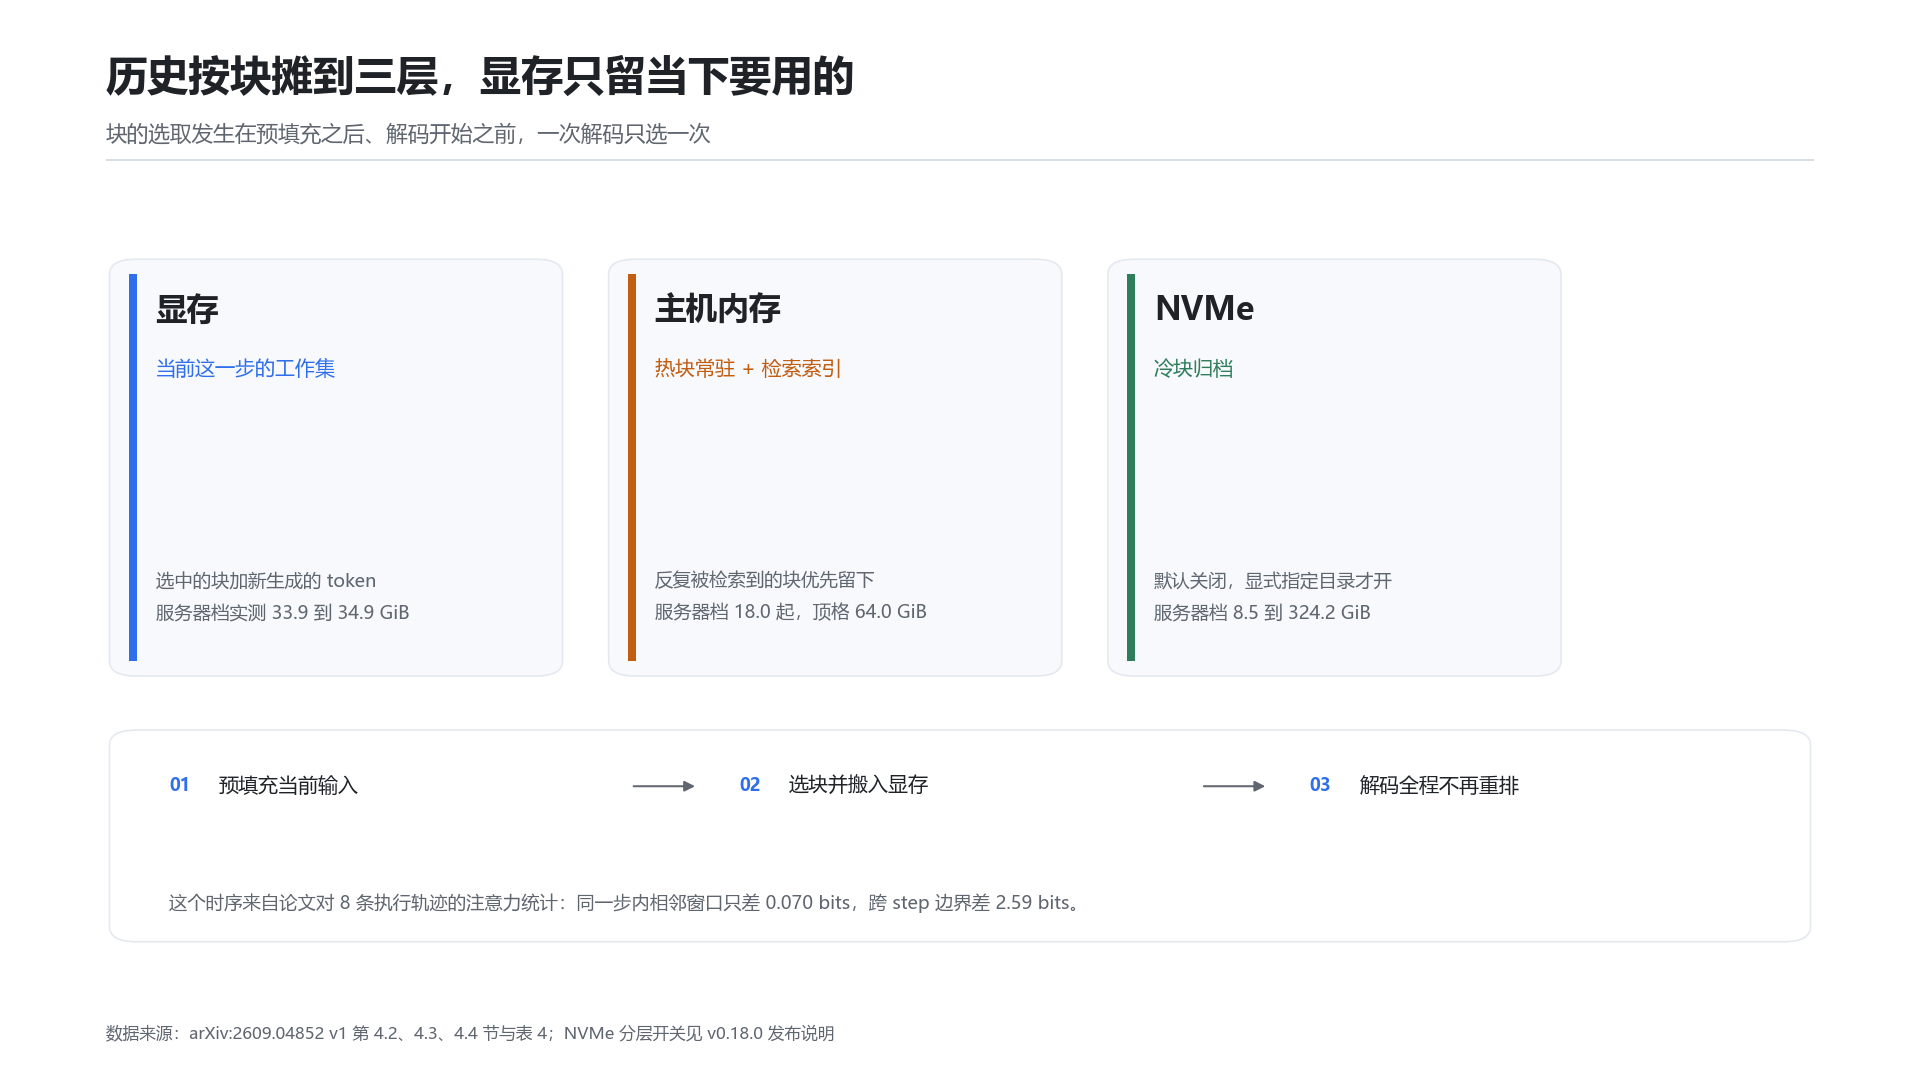 历史按块摊到三层，显存只留当下要用的
块的选取发生在预填充之后、解码开始之前，一次解码只选一次
显存
当前这一步的工作集
选中的块加新生成的 token
服务器档实测 33.9 到 34.9 GiB
主机内存
热块常驻 + 检索索引
反复被检索到的块优先留下
服务器档 18.0 起，顶格 64.0 GiB
NVMe
冷块归档
默认关闭，显式指定目录才开
服务器档 8.5 到 324.2 GiB
01 预填充当前输入
02 选块并搬入显存
03 解码全程不再重排
这个时序来自论文对 8 条执行轨迹的注意力统计：同一步内相邻窗口只差 0.070 bits，跨 step 边界差 2.59 bits。
数据来源：arXiv:2609.04852 v1 第 4.2、4.3、4.4 节与表 4；NVMe 分层开关见 v0.18.0 发布说明